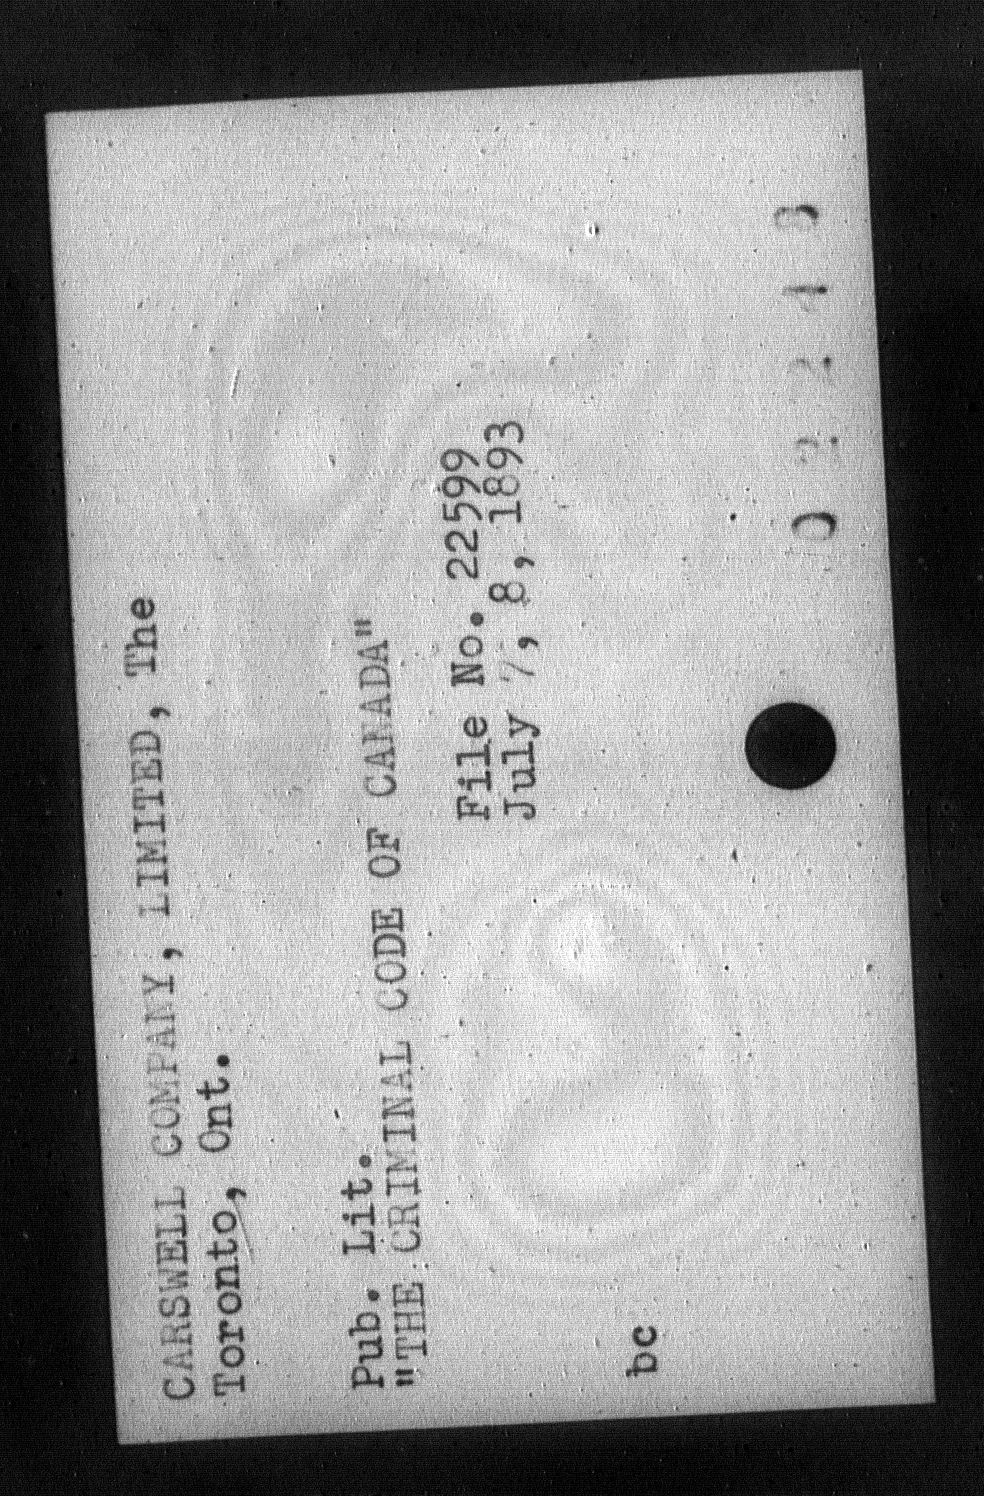 CARSWELL COMPANY, LIMITED, The
Toronto, Ont.
Pub. Lit.
"THE CRIMINAL CODE OF CANADA"
File No. 22599
July 7, 8, 1893
bc